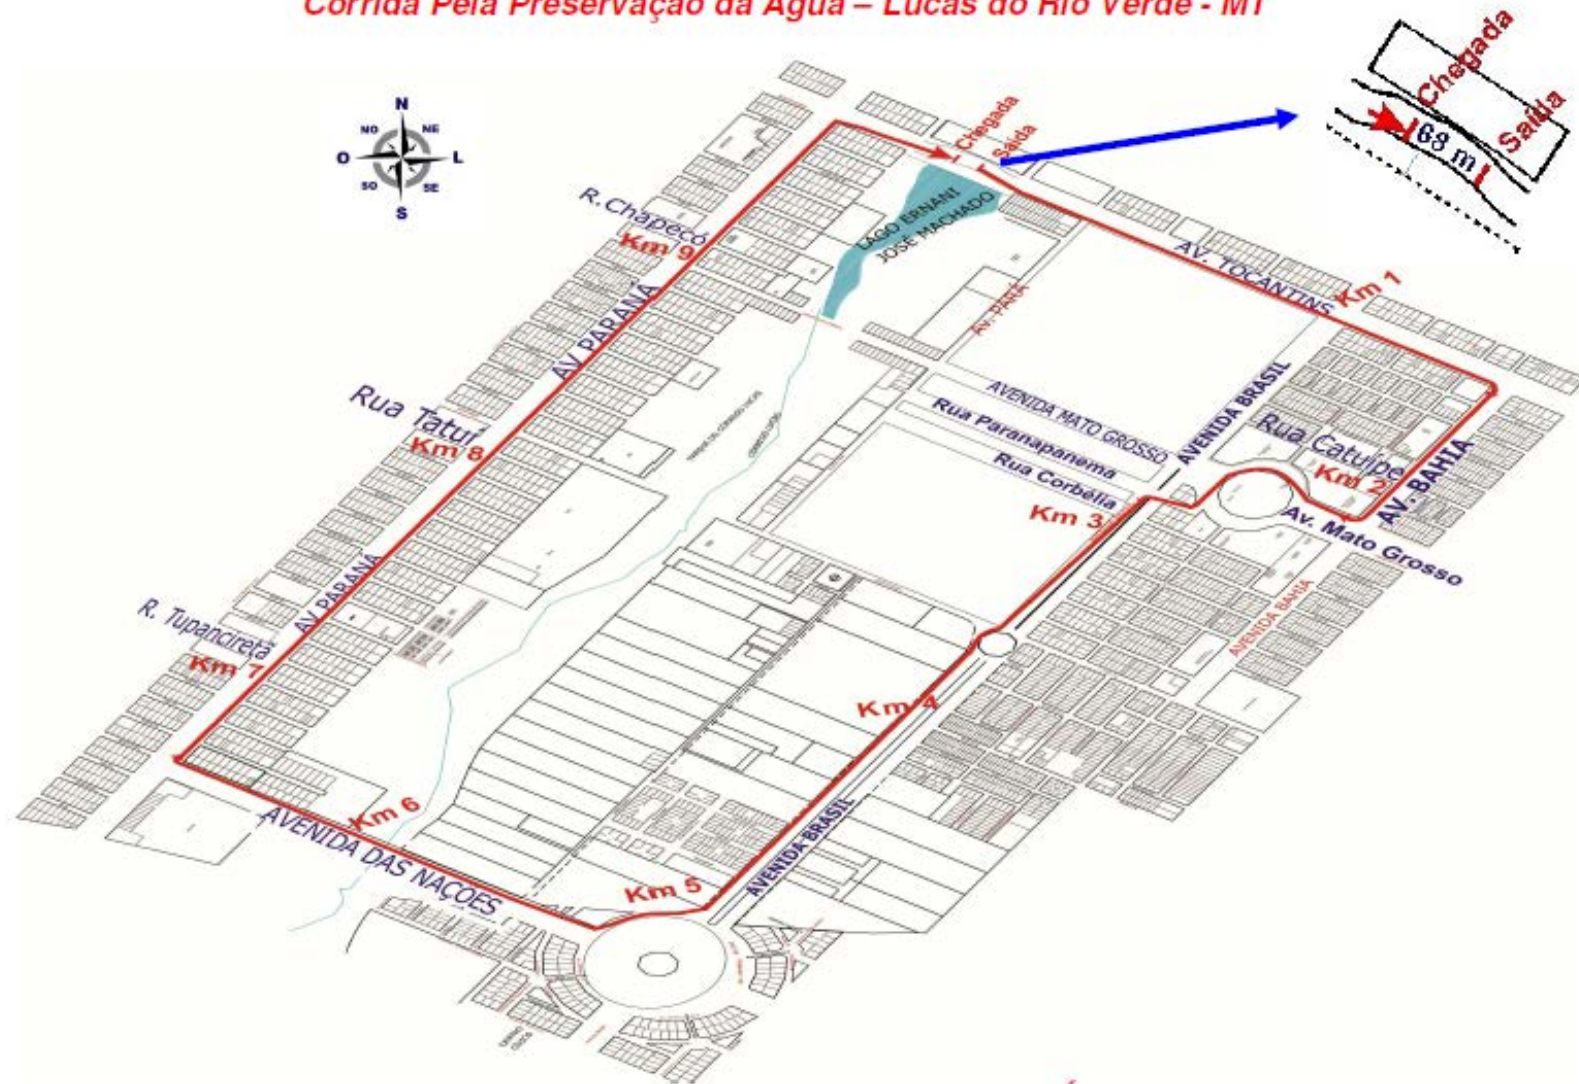 Corrida Pela Preservação da Água – Lucas do Rio Verde - MT
Chegada
Saída
68 m
N
NO
NE
O
L
SO
SE
S
Chegada
Saída
R. Chapecó
Km 9
LAGO ERNANI
JOSÉ MACHADO
AV. TOCANTINS
Km 1
AV. PARÁ
AV PARANÁ
AVENIDA MATO GROSSO
AVENIDA BRASIL
Rua Tatuí
Km 8
Rua Paranapanema
Rua Corbélia
Rua Catuípe
Km 2
AV. BAHIA
Km 3
Av. Mato Grosso
AV. PARANÁ
R. Tupanciretã
Km 7
AVENIDA BAHIA
Km 4
Km 6
AVENIDA DAS NAÇOES
AVENIDA BRASIL
Km 5